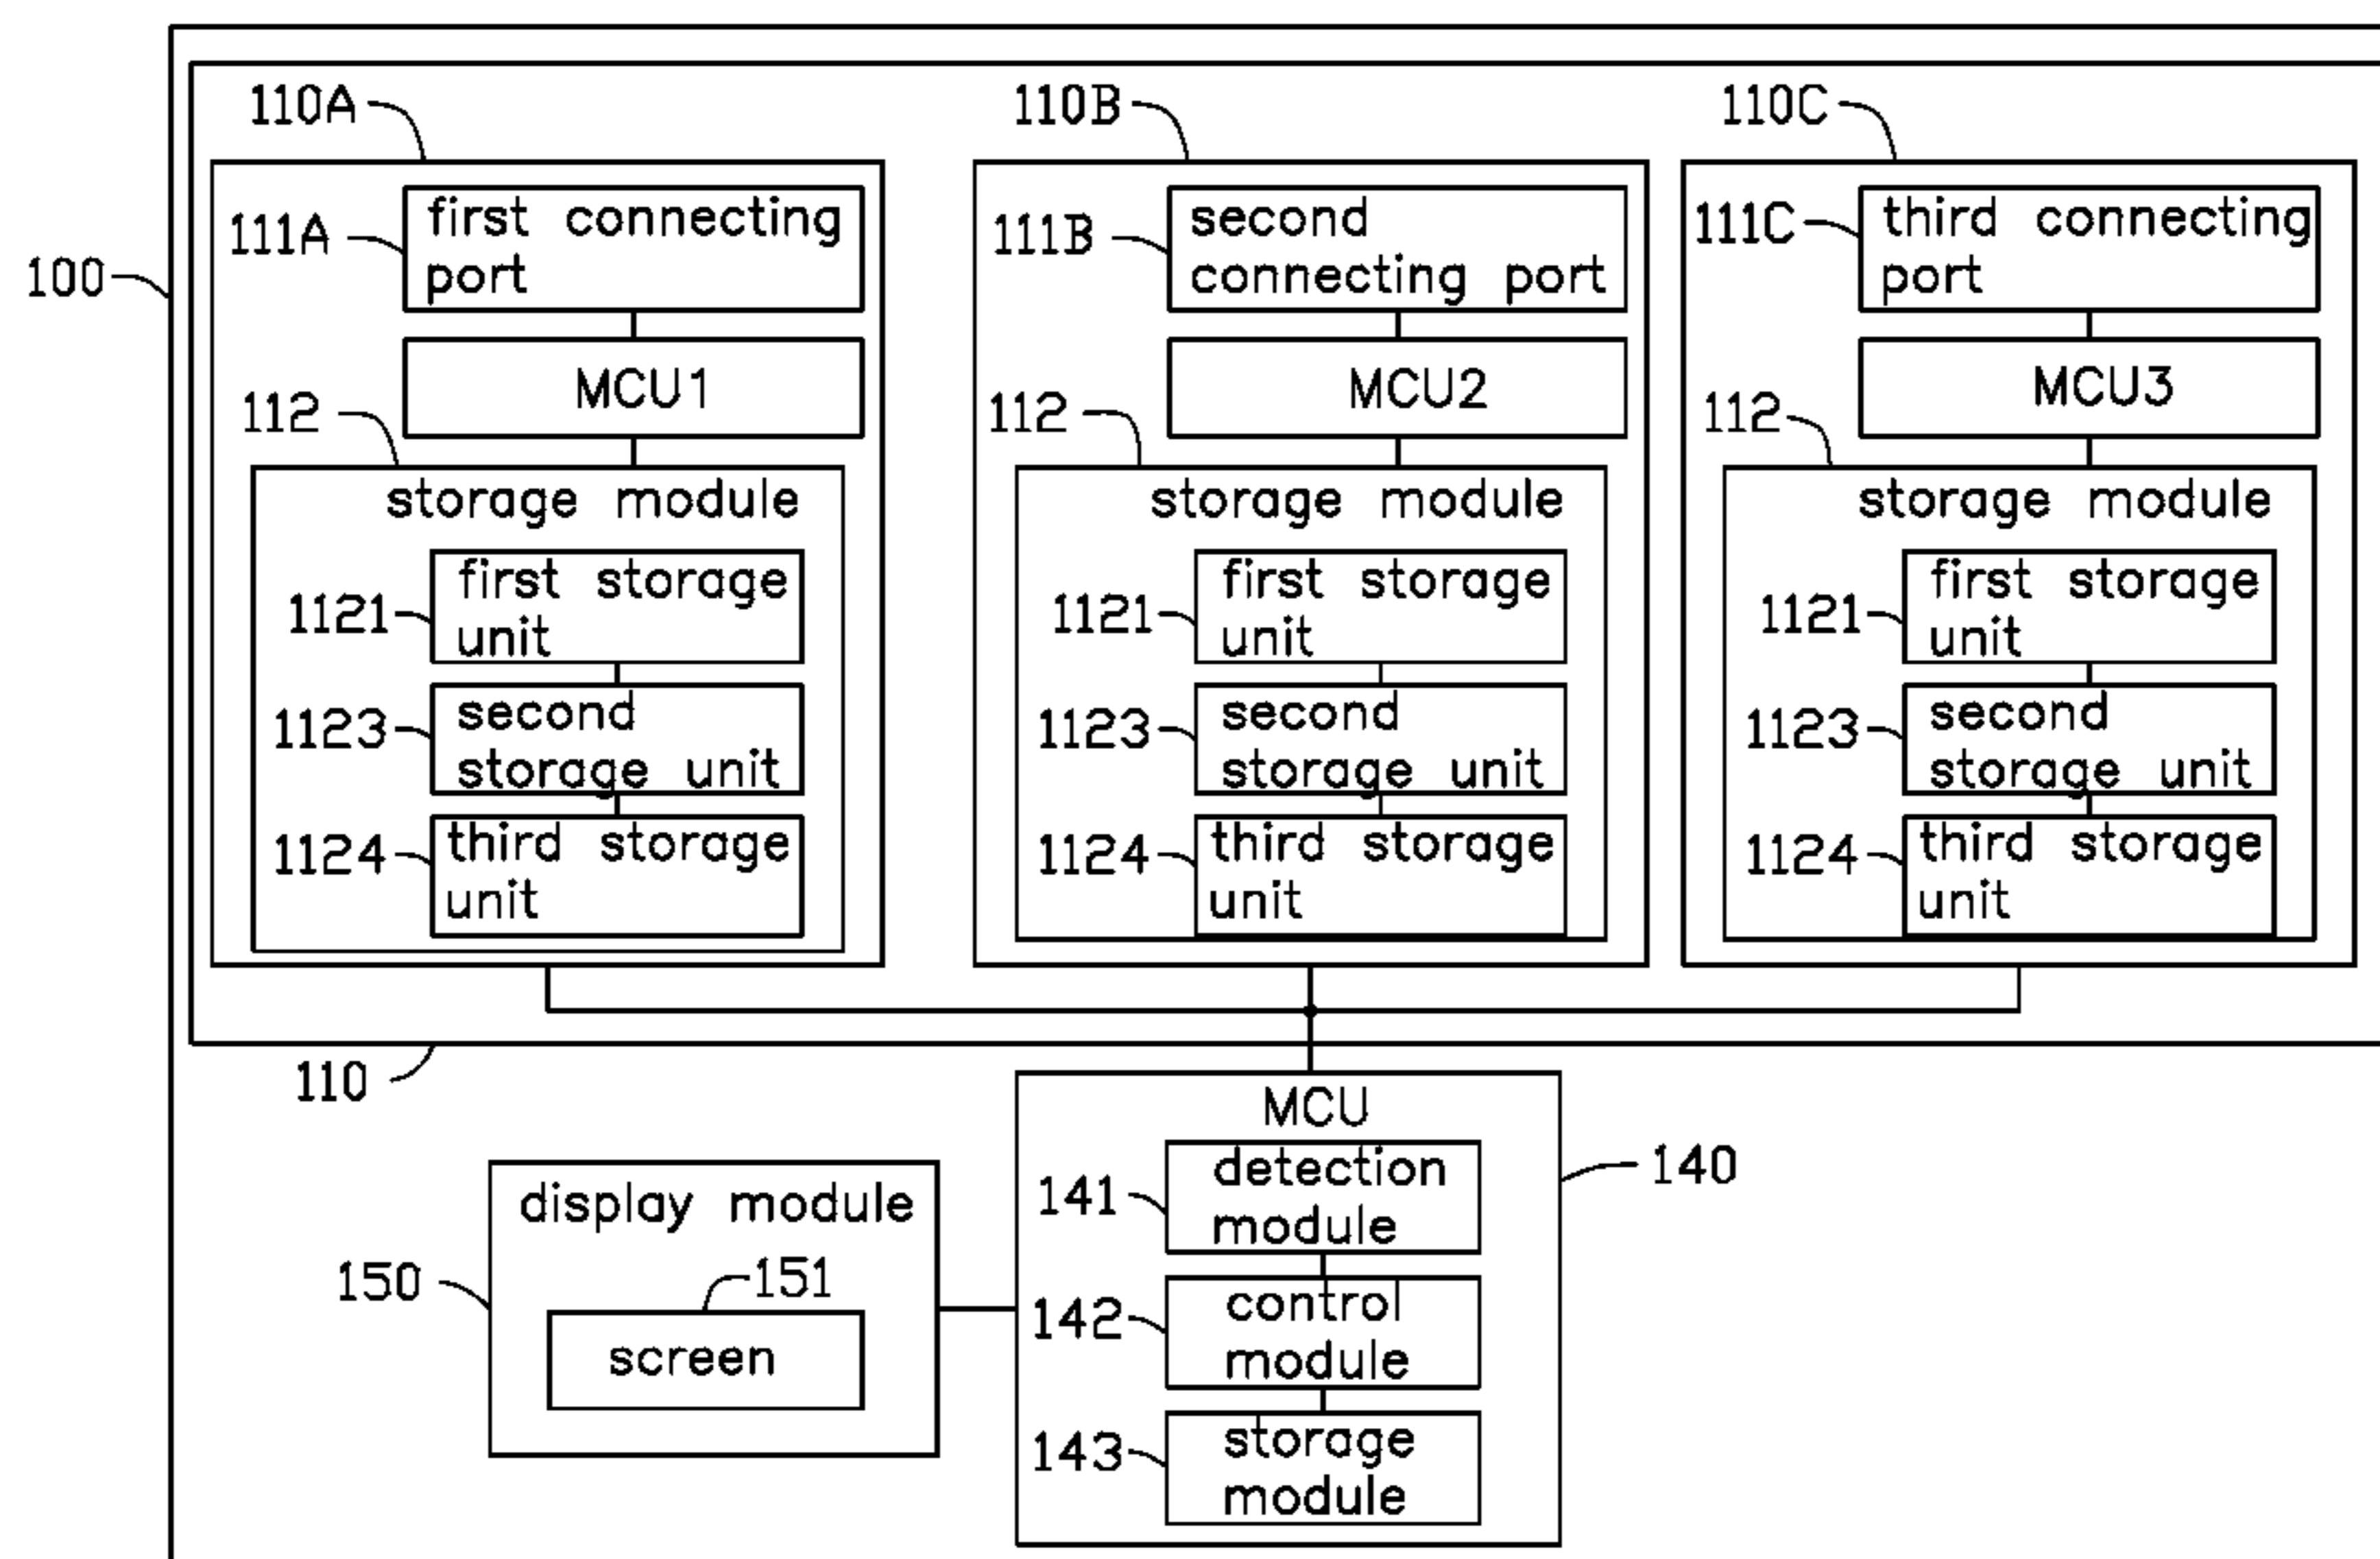 110A
110B
110C
100
111A
first connecting
port
111B
second
connecting port
111C
third connecting
port
MCU1
MCU2
MCU3
112
storage module
112
storage module
112
storage module
1121
first storage
unit
1123
second
storage unit
1124
third storage
unit
1121
first storage
unit
1123
second
storage unit
1124
third storage
unit
1121
first storage
unit
1123
second
storage unit
1124
third storage
unit
110
MCU
140
141
detection
module
142
control
module
143
storage
module
display module
150
151
screen